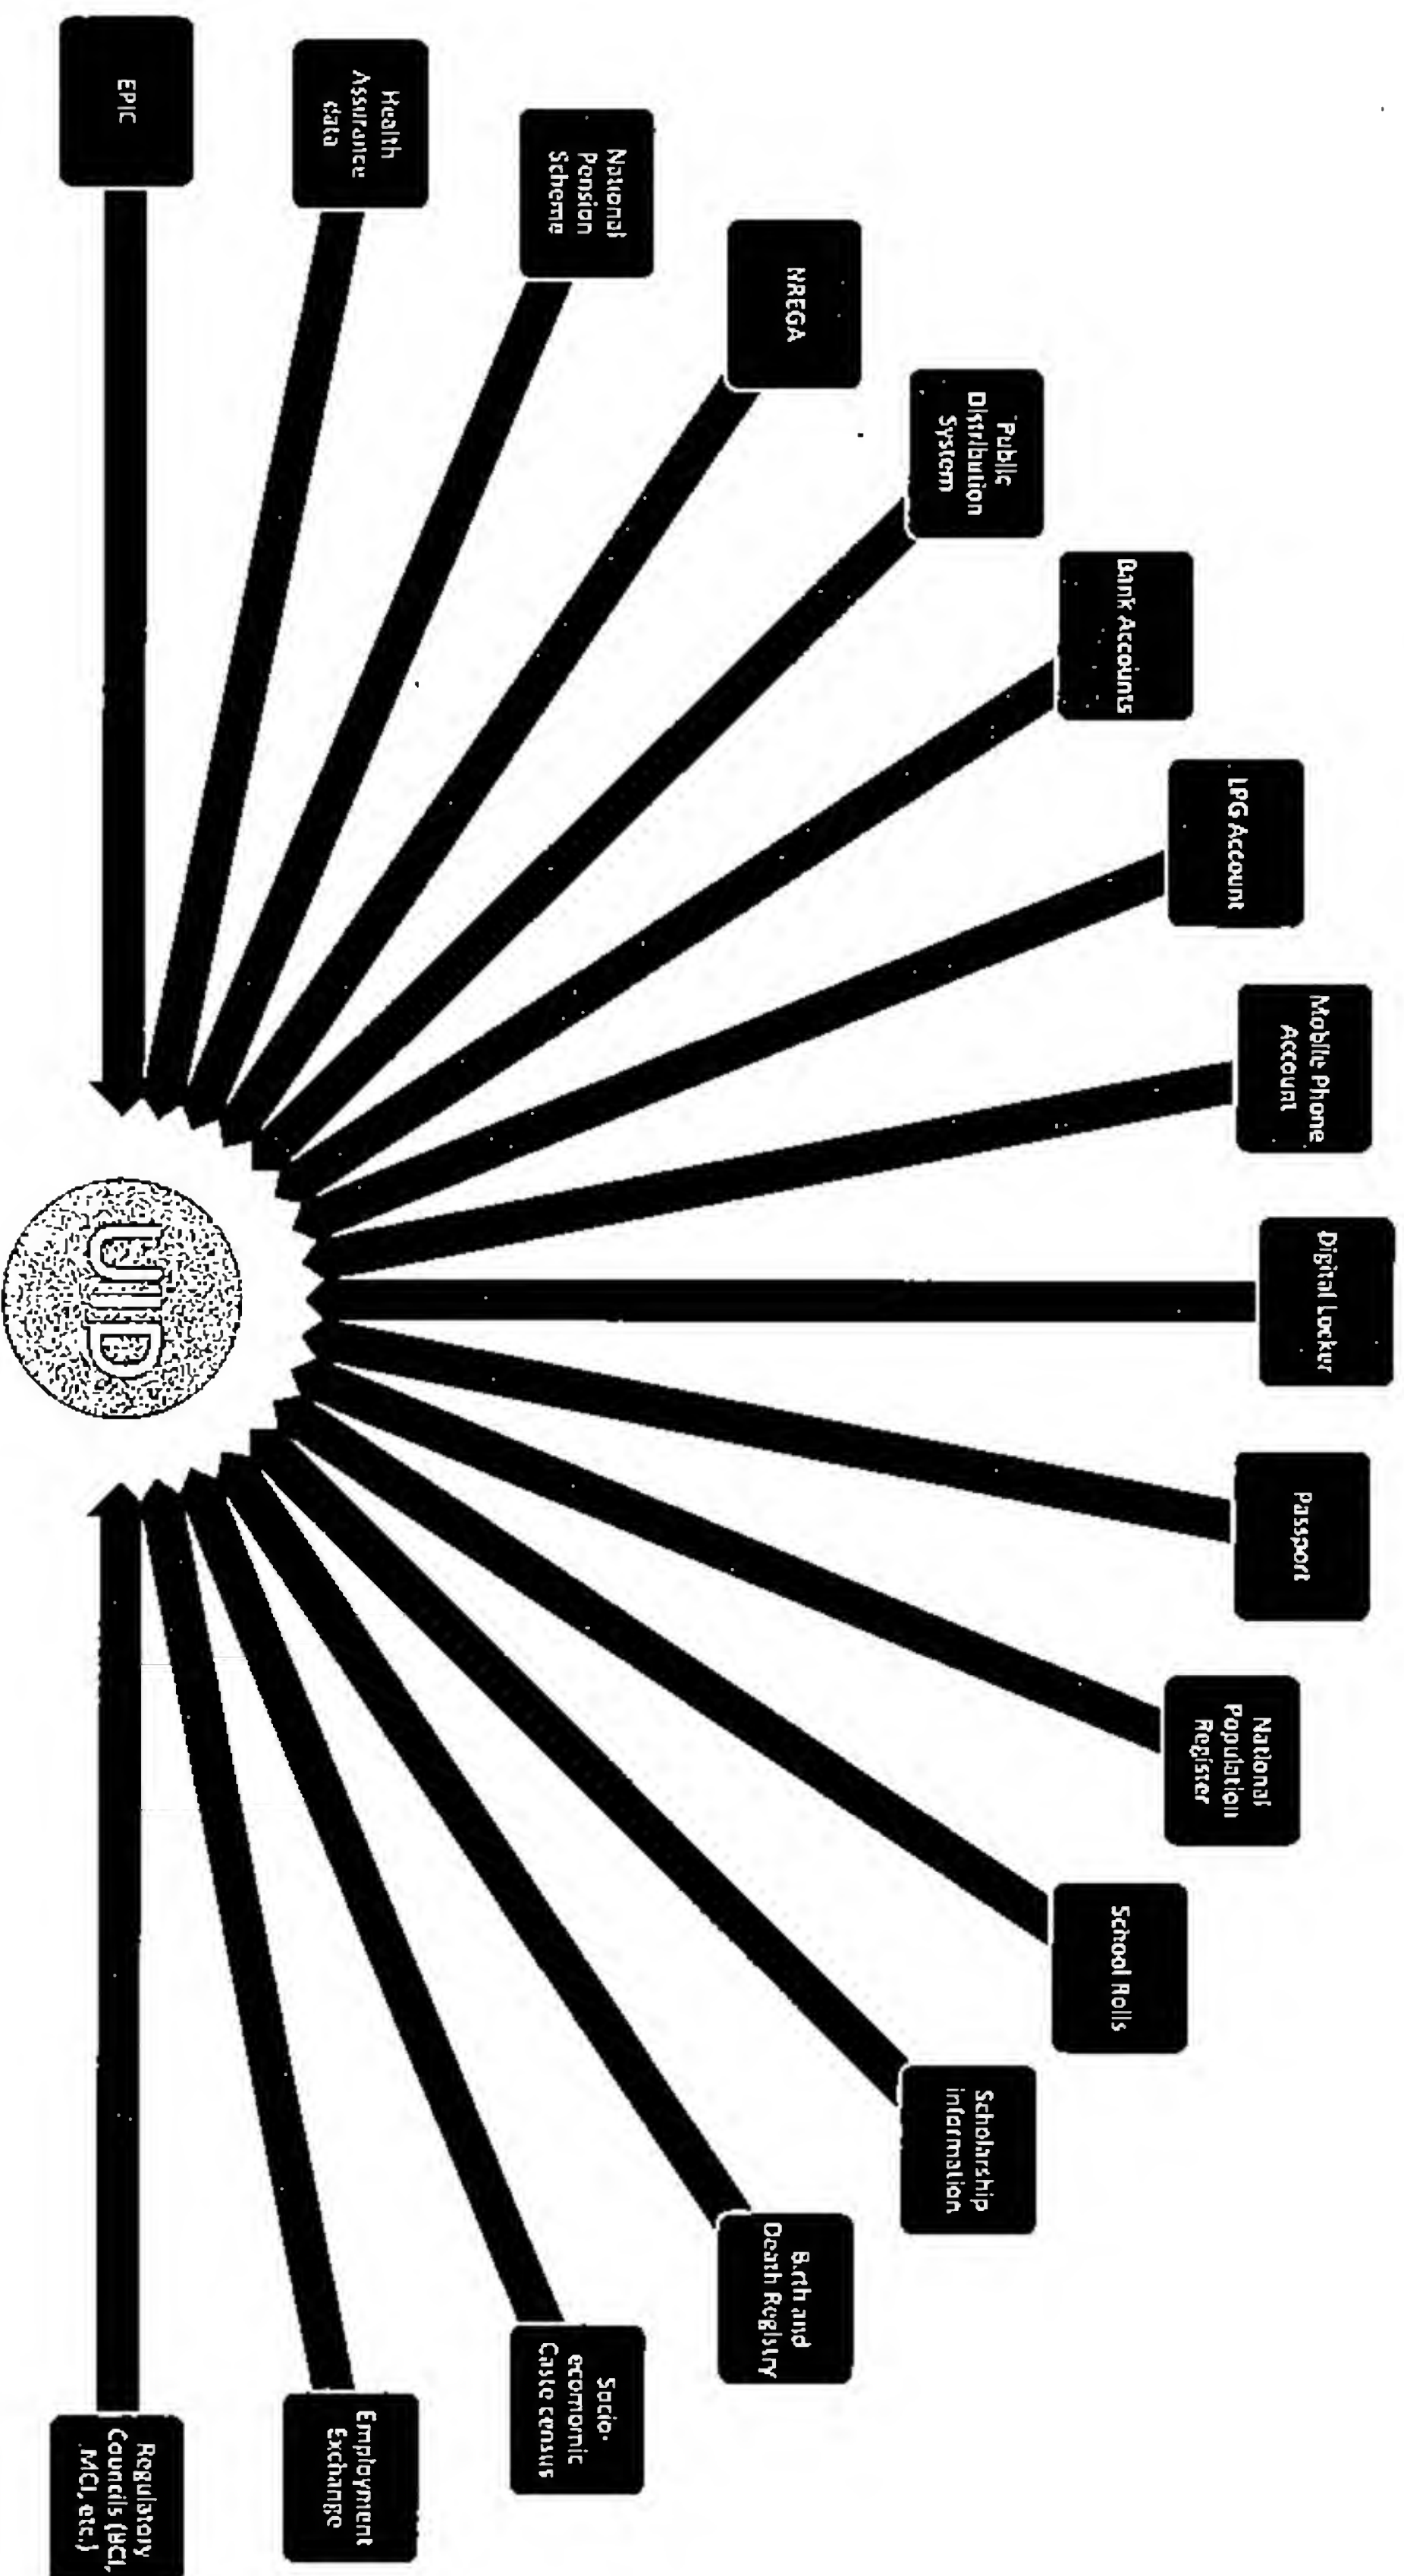 EPIC
Health
Assurance
data
National
Pension
Scheme
NREGA
Public
Distribution
System
Bank Accounts
LPG Account
Mobile Phone
Account
Digital Locker
Passport
National
Population
Register
School Rolls
Scholarship
information
Birth and
Death Registry
Socio-
economic
Caste census
Employment
Exchange
Regulatory
Councils (BCI,
MCI, etc.)
UID